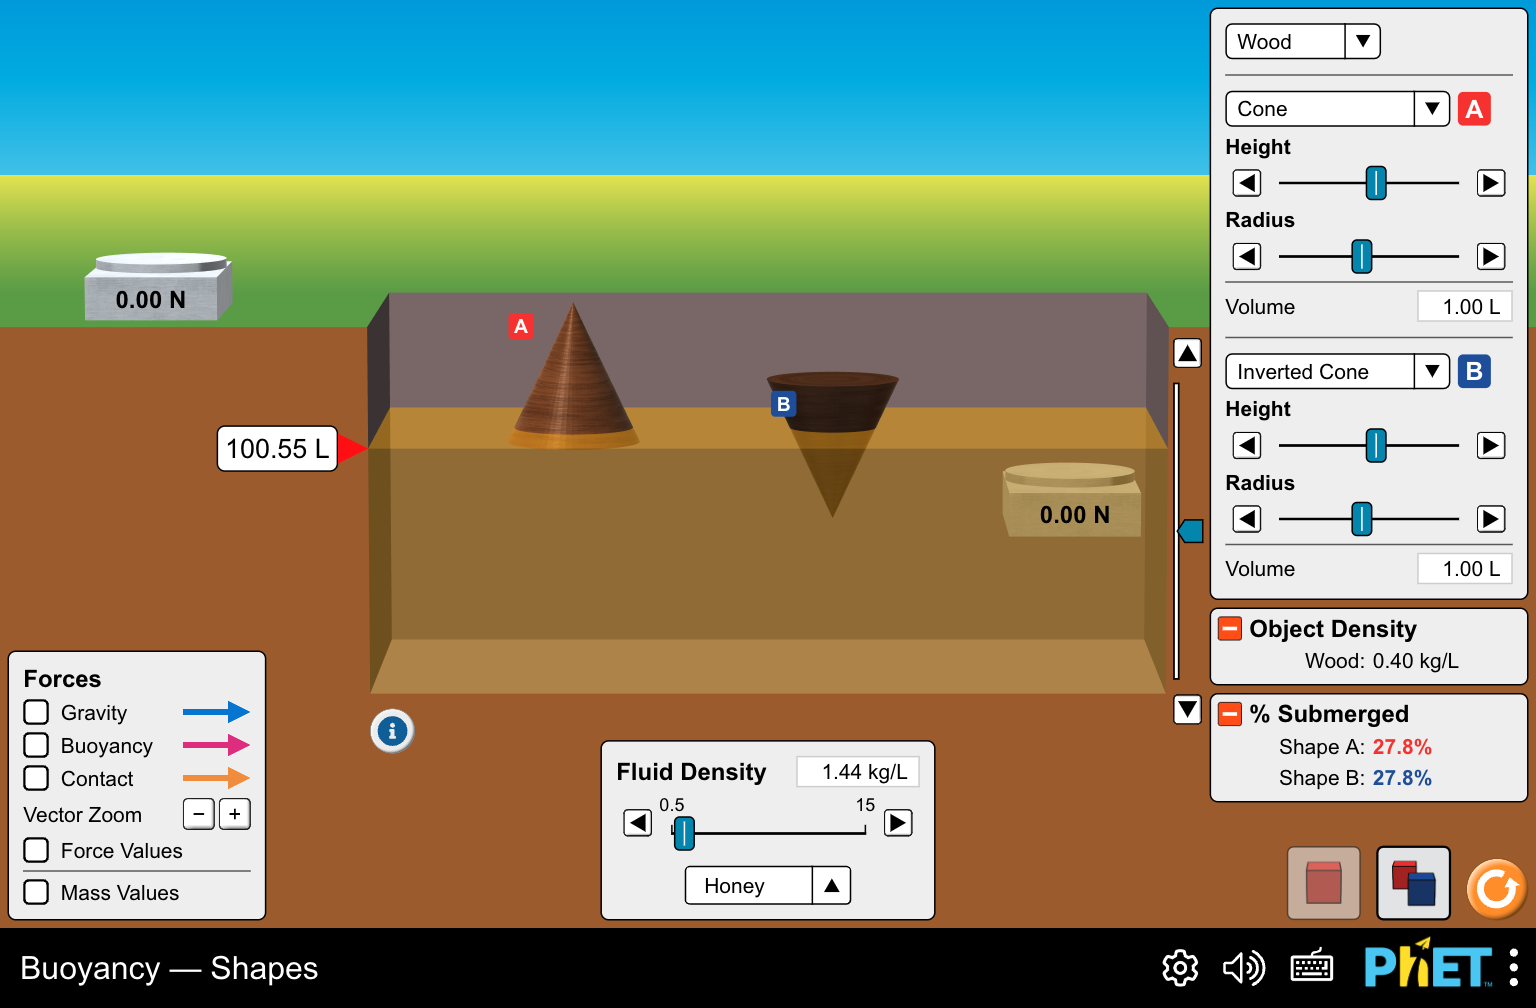 Wood
Cone
A
Height
Radius
Volume
1.00 L
Inverted Cone
B
Height
Radius
Volume
1.00 L
Object Density
Wood: 0.40 kg/L
% Submerged
Shape A: 27.8%
Shape B: 27.8%
0.00 N
A
B
100.55 L
0.00 N
Forces
Gravity
Buoyancy
Contact
Vector Zoom
Force Values
Mass Values
Fluid Density
1.44 kg/L
0.5
15
Honey
Buoyancy — Shapes
PhET